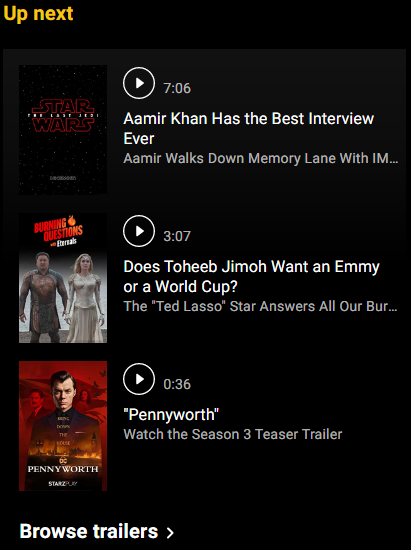 Up next
STAR
THE LAST JEDI
WARS
7:06
Aamir Khan Has the Best Interview
Ever
Aamir Walks Down Memory Lane With IM...
BURNING
QUESTIONS
with Eternals
3:07
Does Toheeb Jimoh Want an Emmy
or a World Cup?
The "Ted Lasso" Star Answers All Our Bur...
BRING
DOWN
THE
HOUSE
DC
PENNYWORTH
STARZPLAY
0:36
"Pennyworth"
Watch the Season 3 Teaser Trailer
Browse trailers